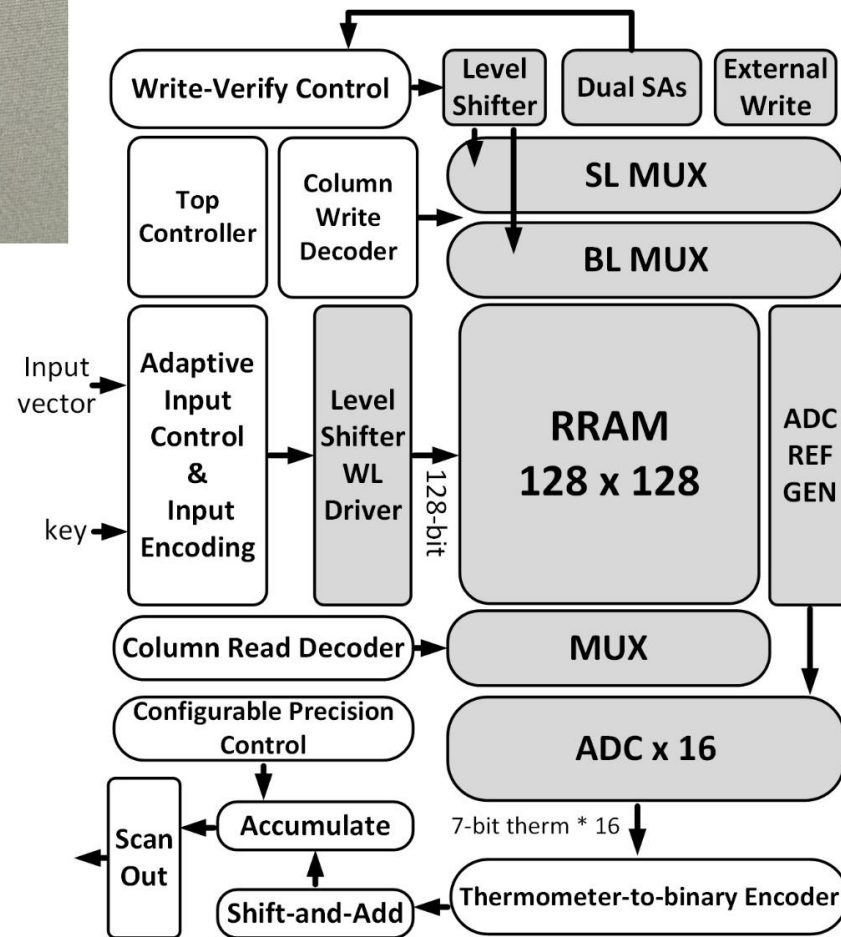 Write-Verify Control
Level
Shifter
Dual SAs
External
Write
Top
Controller
Column
Write
Decoder
SL MUX
BL MUX
Input
vector
key
Adaptive
Input
Control
&
Input
Encoding
Level
Shifter
WL
Driver
128-bit
RRAM
128 x 128
ADC
REF
GEN
Column Read Decoder
MUX
Configurable Precision
Control
ADC x 16
Scan
Out
Accumulate
7-bit therm * 16
Shift-and-Add
Thermometer-to-binary Encoder